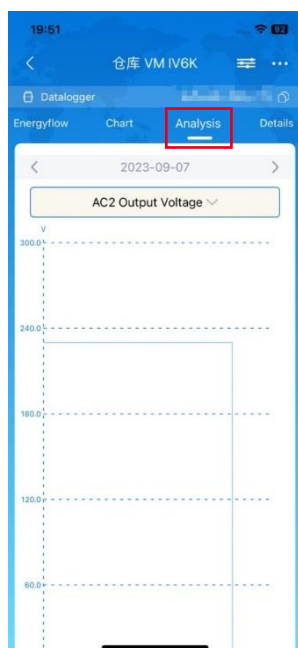 19:51
92
仓库 VM IV6K
Datalogger
Energyflow Chart Analysis Details
2023-09-07
AC2 Output Voltage
V
300.0
240.0
180.0
120.0
60.0